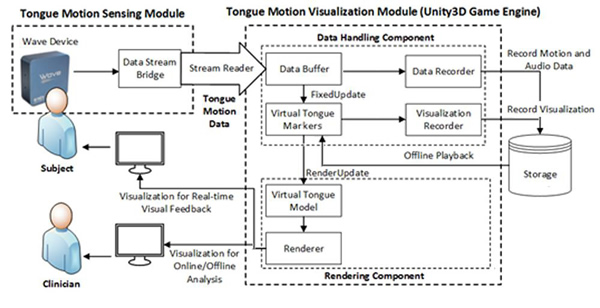 Tongue Motion Sensing Module
Tongue Motion Visualization Module (Unity3D Game Engine)
Wave Device
Wave
Data Stream
Bridge
Stream Reader
Tongue
Motion
Data
Data Handling Component
Data Buffer
Data Recorder
Record Motion and
Audio Data
FixedUpdate
Virtual Tongue
Markers
Visualization
Recorder
Record Visualization
Offline Playback
Storage
Subject
RenderUpdate
Visualization for Real-time
Visual Feedback
Virtual Tongue
Model
Renderer
Visualization for
Online/Offline
Analysis
Clinician
Rendering Component